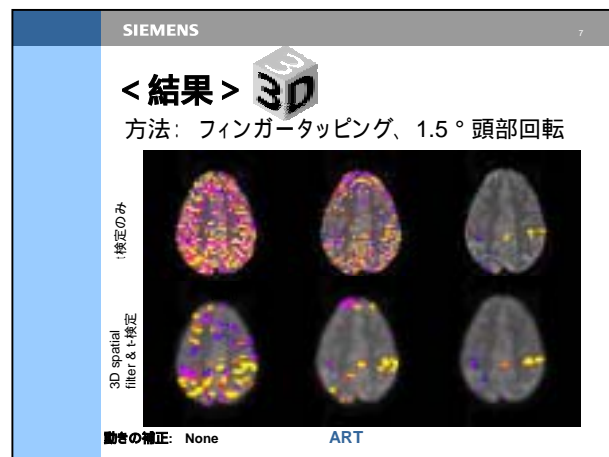 SIEMENS
7
<結果> 3D
方法: フィンガータッピング、1.5°頭部回転
t検定のみ
3D spatial
filter & t-検定
動きの補正: None ART